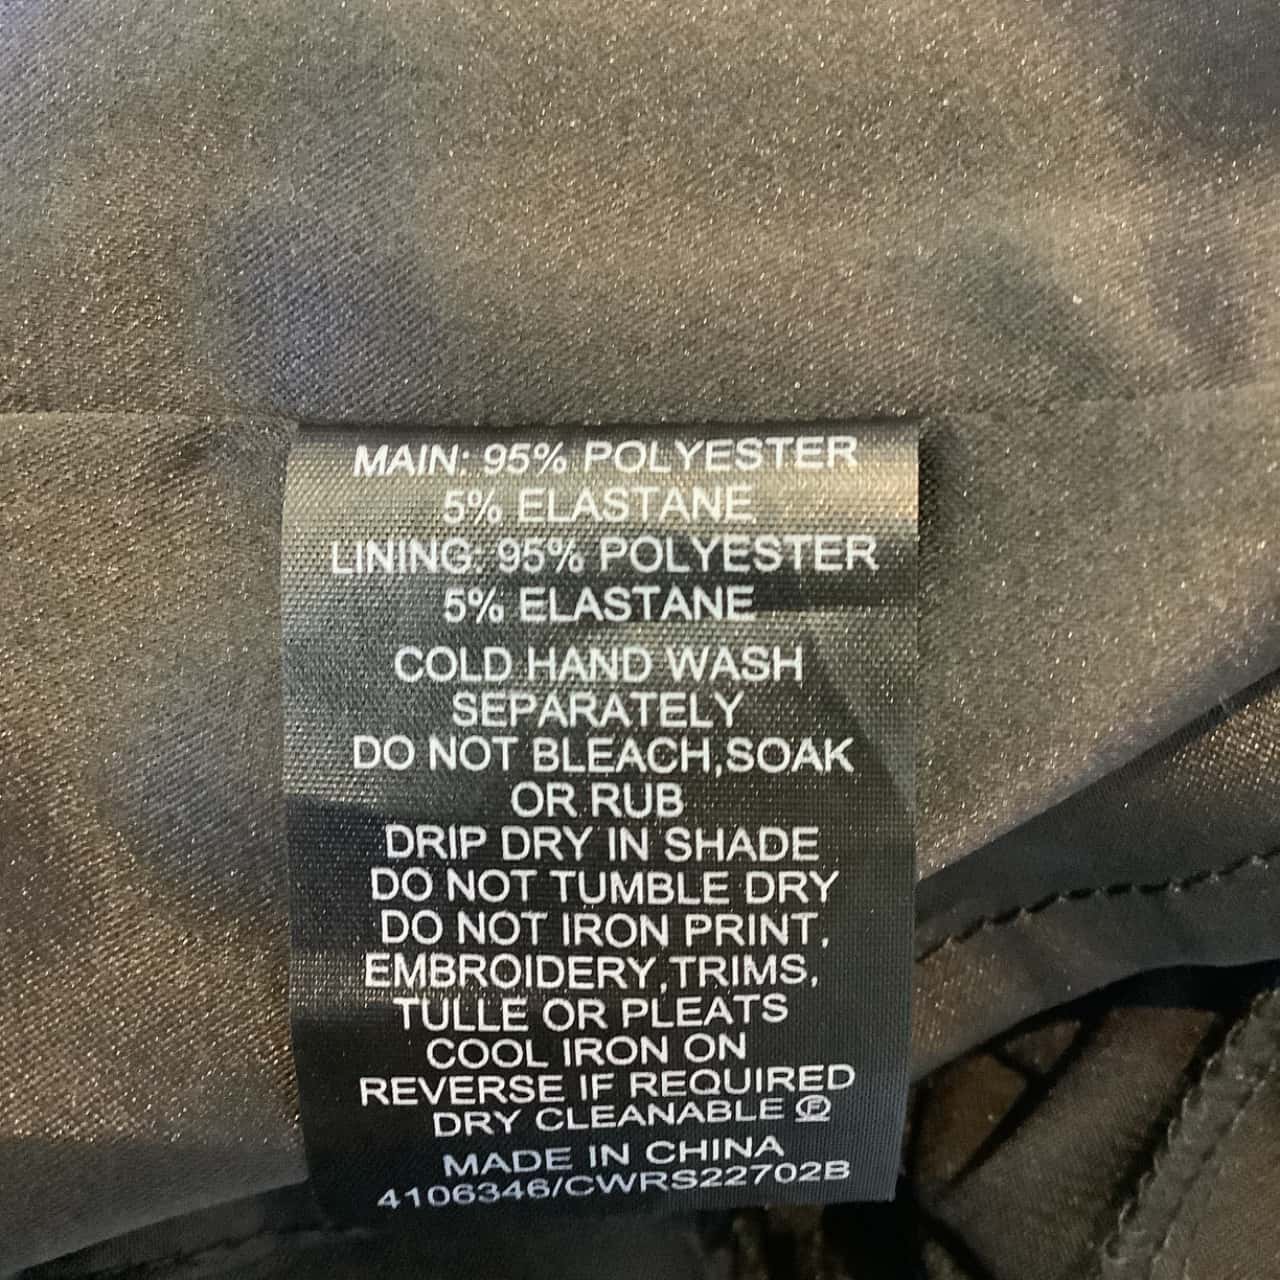 MAIN: 95% POLYESTER
5% ELASTANE
LINING: 95% POLYESTER
5% ELASTANE
COLD HAND WASH
SEPARATELY
DO NOT BLEACH,SOAK
OR RUB
DRIP DRY IN SHADE
DO NOT TUMBLE DRY
DO NOT IRON PRINT,
EMBROIDERY,TRIMS,
TULLE OR PLEATS
COOL IRON ON
REVERSE IF REQUIRED
DRY CLEANABLE Ⓕ
MADE IN CHINA
4106346/CWRS22702B